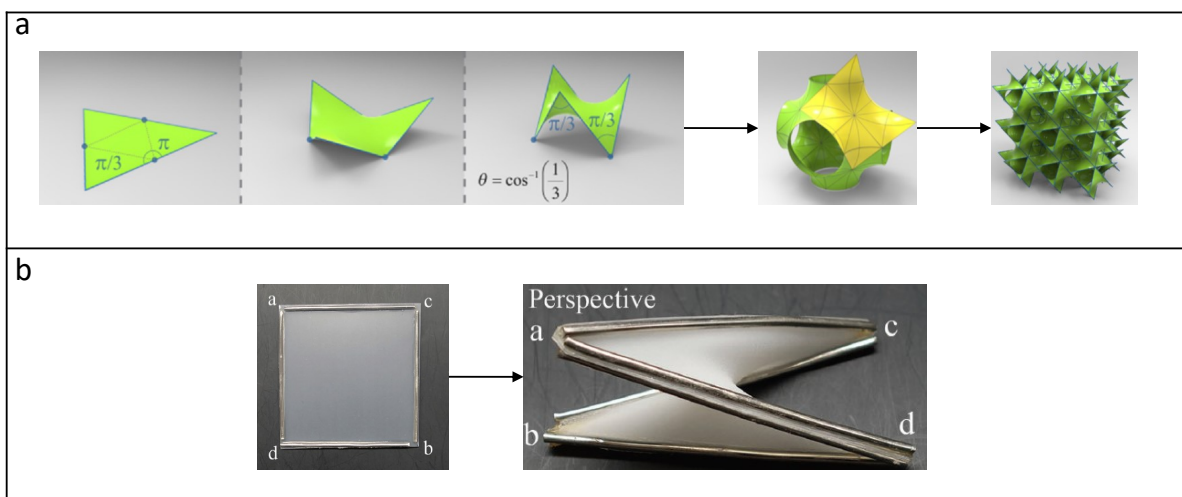 a
π/3
π
π/3
π/3
θ = cos⁻¹(1/3)
b
a
c
d
b
Perspective
a
c
b
d